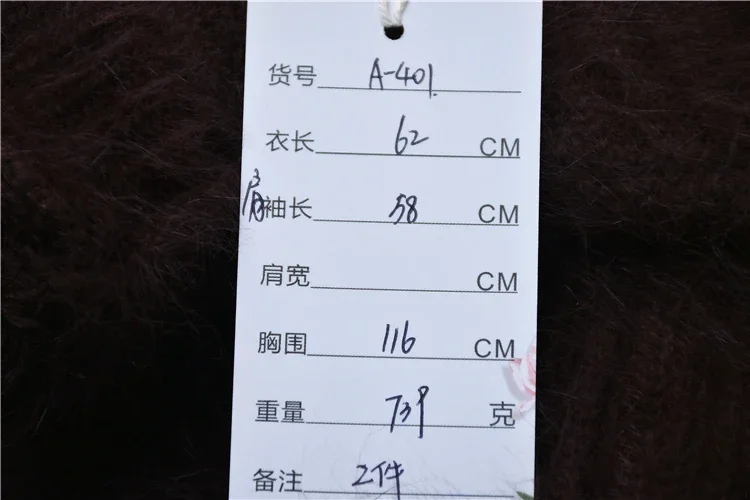 货号 A-401
衣长 62 CM
肩袖长 58 CM
肩宽 CM
胸围 116 CM
重量 739 克
备注 2件